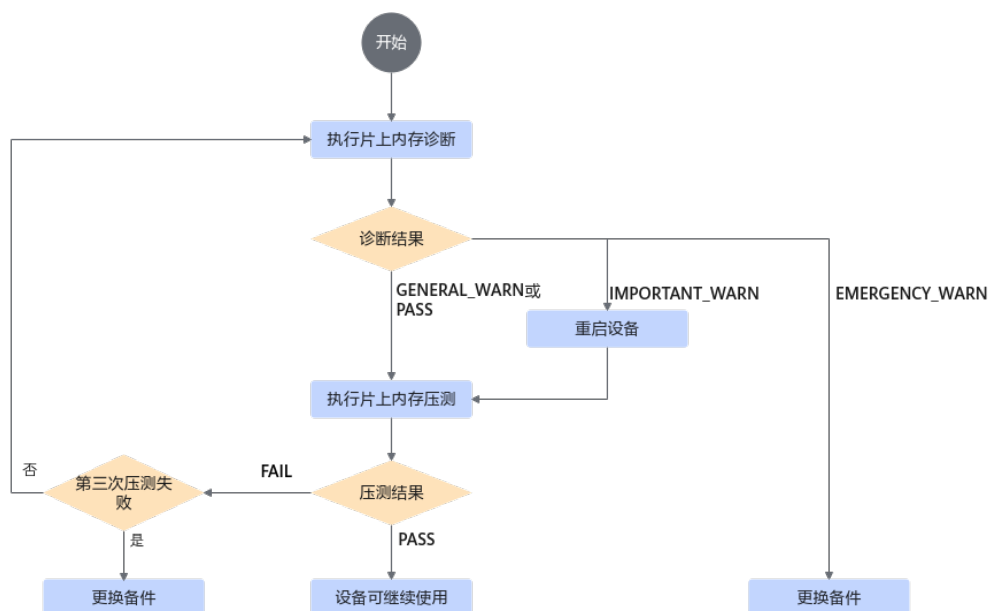 开始
执行片上内存诊断
诊断结果
GENERAL_WARN或
PASS
IMPORTANT_WARN
EMERGENCY_WARN
重启设备
执行片上内存压测
否
第三次压测失
败
FAIL
压测结果
是
PASS
更换备件
设备可继续使用
更换备件